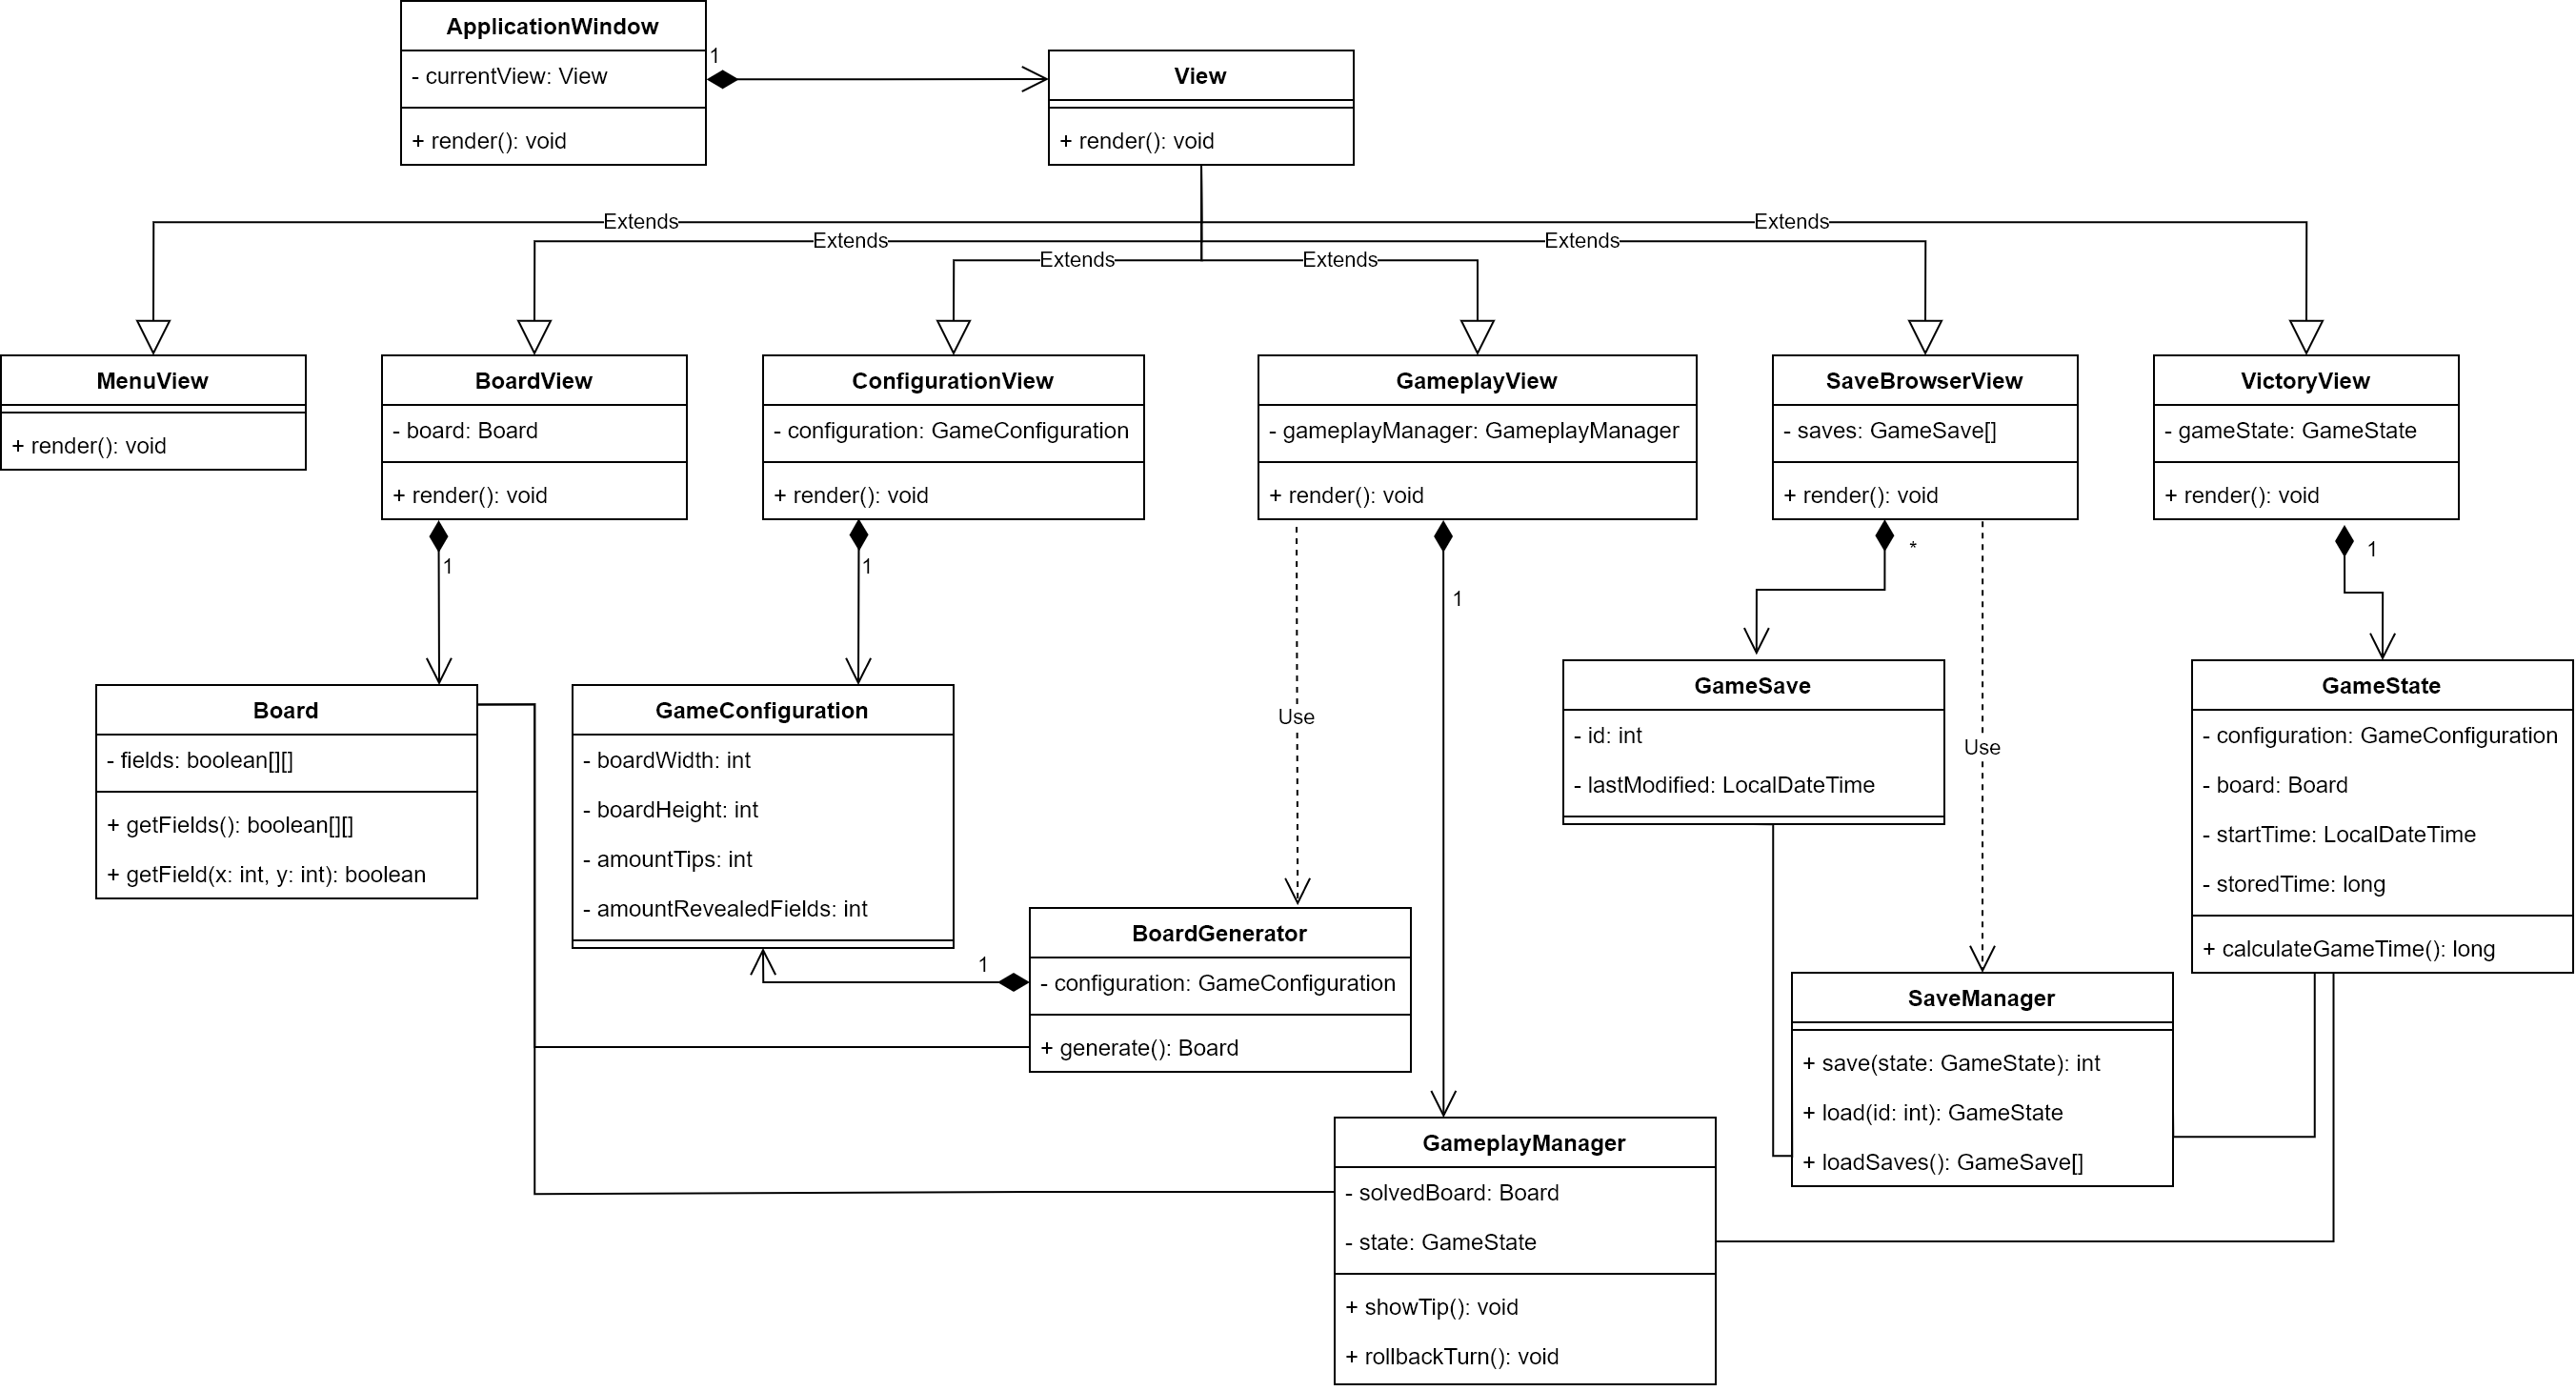 ApplicationWindow
- currentView: View
+ render(): void
1
View
+ render(): void
Extends
Extends
Extends
Extends
Extends
Extends
MenuView
+ render(): void
BoardView
- board: Board
+ render(): void
ConfigurationView
- configuration: GameConfiguration
+ render(): void
GameplayView
- gameplayManager: GameplayManager
+ render(): void
SaveBrowserView
- saves: GameSave[]
+ render(): void
VictoryView
- gameState: GameState
+ render(): void
1
1
1
*
1
Use
Use
Board
- fields: boolean[][]
+ getFields(): boolean[][]
+ getField(x: int, y: int): boolean
GameConfiguration
- boardWidth: int
- boardHeight: int
- amountTips: int
- amountRevealedFields: int
1
BoardGenerator
- configuration: GameConfiguration
+ generate(): Board
GameSave
- id: int
- lastModified: LocalDateTime
GameState
- configuration: GameConfiguration
- board: Board
- startTime: LocalDateTime
- storedTime: long
+ calculateGameTime(): long
SaveManager
+ save(state: GameState): int
+ load(id: int): GameState
+ loadSaves(): GameSave[]
GameplayManager
- solvedBoard: Board
- state: GameState
+ showTip(): void
+ rollbackTurn(): void